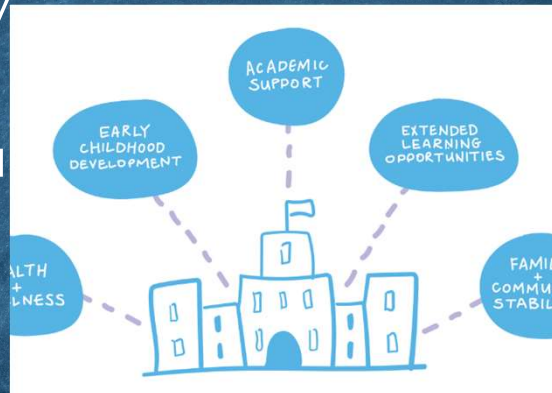 ACADEMIC
SUPPORT
EARLY
CHILDHOOD
DEVELOPMENT
EXTENDED
LEARNING
OPPORTUNITIES
ALTH
+
LNESS
FAMI
+
COMMU
STABIL